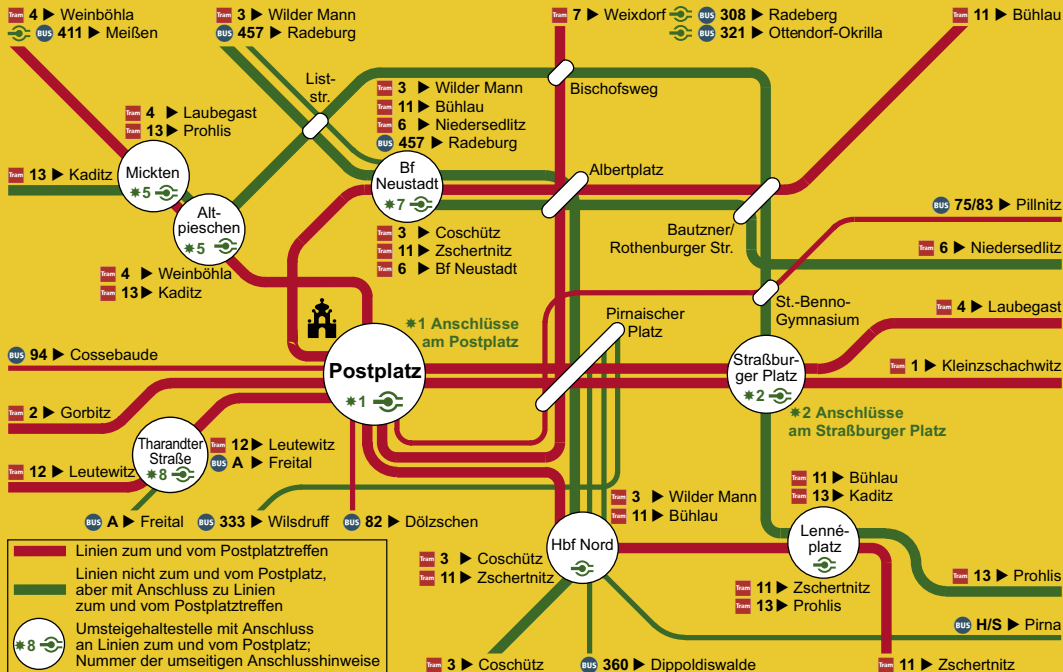 Tram 4 ▶ Weinböhla
BUS 411 ▶ Meißen
Tram 3 ▶ Wilder Mann
BUS 457 ▶ Radeburg
Tram 7 ▶ Weixdorf
BUS 308 ▶ Radeberg
BUS 321 ▶ Ottendorf-Okrilla
Tram 11 ▶ Bühlau
List-
str.
Bischofsweg
Tram 3 ▶ Wilder Mann
Tram 11 ▶ Bühlau
Tram 6 ▶ Niedersedlitz
BUS 457 ▶ Radeburg
Tram 4 ▶ Laubegast
Tram 13 ▶ Prohlis
Tram 13 ▶ Kaditz
Mickten
✷5
Alt-
pieschen
✷5
Bf
Neustadt
✷7
Albertplatz
Bautzner/
Rothenburger Str.
BUS 75/83 ▶ Pillnitz
Tram 6 ▶ Niedersedlitz
Tram 3 ▶ Coschütz
Tram 11 ▶ Zschertnitz
Tram 6 ▶ Bf Neustadt
Tram 4 ▶ Weinböhla
Tram 13 ▶ Kaditz
St.-Benno-
Gymnasium
Tram 4 ▶ Laubegast
Pirnaischer
Platz
✷1 Anschlüsse
am Postplatz
BUS 94 ▶ Cossebaude
Postplatz
✷1
Straßbur-
ger Platz
✷2
Tram 1 ▶ Kleinzschachwitz
✷2 Anschlüsse
am Straßburger Platz
Tram 2 ▶ Gorbitz
Tharandter
Straße
✷8
Tram 12 ▶ Leutewitz
BUS A ▶ Freital
Tram 12 ▶ Leutewitz
BUS A ▶ Freital
BUS 333 ▶ Wilsdruff
BUS 82 ▶ Dölzschen
Tram 3 ▶ Wilder Mann
Tram 11 ▶ Bühlau
Tram 11 ▶ Bühlau
Tram 13 ▶ Kaditz
Hbf Nord
Lenné-
platz
Tram 3 ▶ Coschütz
Tram 11 ▶ Zschertnitz
Tram 11 ▶ Zschertnitz
Tram 13 ▶ Prohlis
Tram 13 ▶ Prohlis
BUS H/S ▶ Pirna
Tram 3 ▶ Coschütz
BUS 360 ▶ Dippoldiswalde
Tram 11 ▶ Zschertnitz
Linien zum und vom Postplatztreffen
Linien nicht zum und vom Postplatz,
aber mit Anschluss zu Linien
zum und vom Postplatztreffen
✷8
Umsteigehaltestelle mit Anschluss
an Linien zum und vom Postplatz;
Nummer der umseitigen Anschlusshinweise